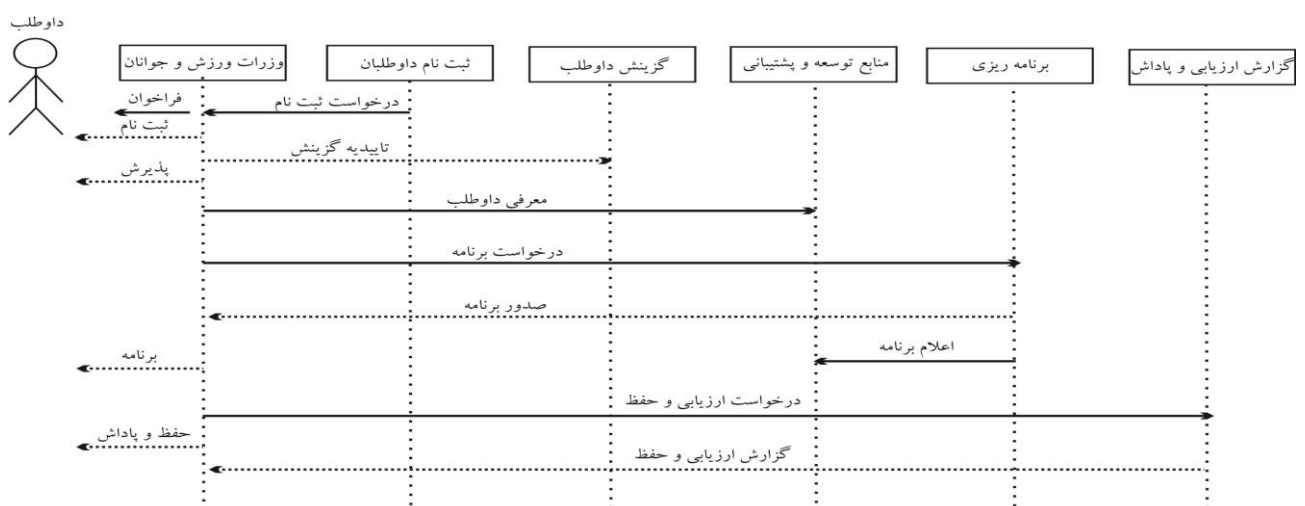 داوطلب
وزرات ورزش و جوانان
ثبت نام داوطلبان
گزینش داوطلب
منابع توسعه و پشتیبانی
برنامه ریزی
گزارش ارزیابی و پاداش
فراخوان
درخواست ثبت نام
ثبت نام
تاییدیه گزینش
پذیرش
معرفی داوطلب
درخواست برنامه
صدور برنامه
اعلام برنامه
برنامه
درخواست ارزیابی و حفظ
حفظ و پاداش
گزارش ارزیابی و حفظ